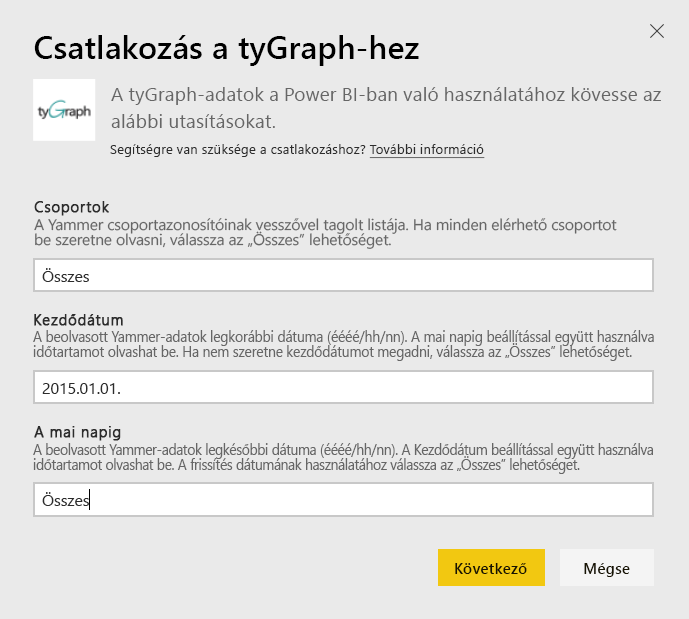 Csatlakozás a tyGraph-hez
tyGraph
A tyGraph-adatok a Power BI-ban való használatához kövesse az
alábbi utasításokat.
Segítségre van szüksége a csatlakozáshoz? További információ
Csoportok
A Yammer csoportazonosítóinak vesszővel tagolt listája. Ha minden elérhető csoportot
be szeretne olvasni, válassza az „Összes” lehetőséget.
Összes
Kezdődátum
A beolvasott Yammer-adatok legkorábbi dátuma (éééé/hh/nn). A mai napig beállítással együtt használva
időtartamot olvashat be. Ha nem szeretne kezdődátumot megadni, válassza az „Összes” lehetőséget.
2015.01.01.
A mai napig
A beolvasott Yammer-adatok legkésőbbi dátuma (éééé/hh/nn). A Kezdődátum beállítással együtt használva
időtartamot olvashat be. A frissítés dátumának használatához válassza az „Összes” lehetőséget.
Összes
Következő
Mégse